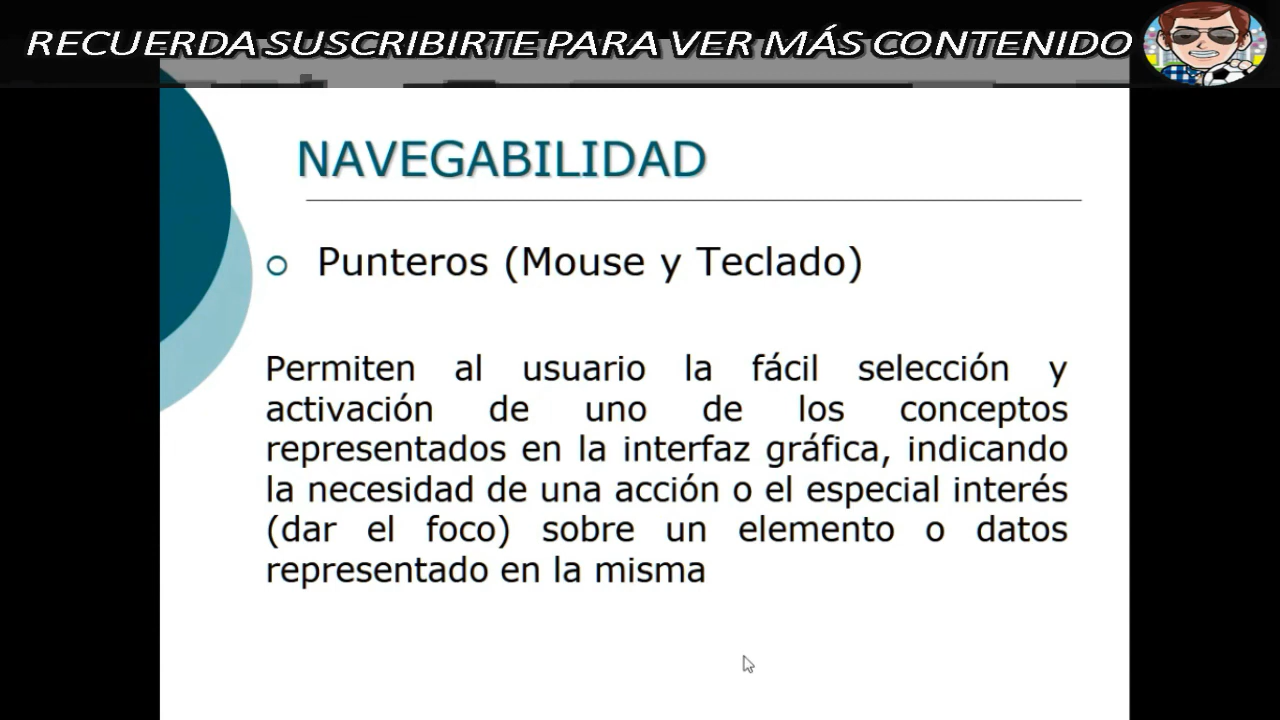 RECUERDA SUSCRIBIRTE PARA VER MÁS CONTENIDO
NAVEGABILIDAD
Punteros (Mouse y Teclado)
Permiten al usuario la fácil selección y
activación de uno de los conceptos
representados en la interfaz gráfica, indicando
la necesidad de una acción o el especial interés
(dar el foco) sobre un elemento o datos
representado en la misma